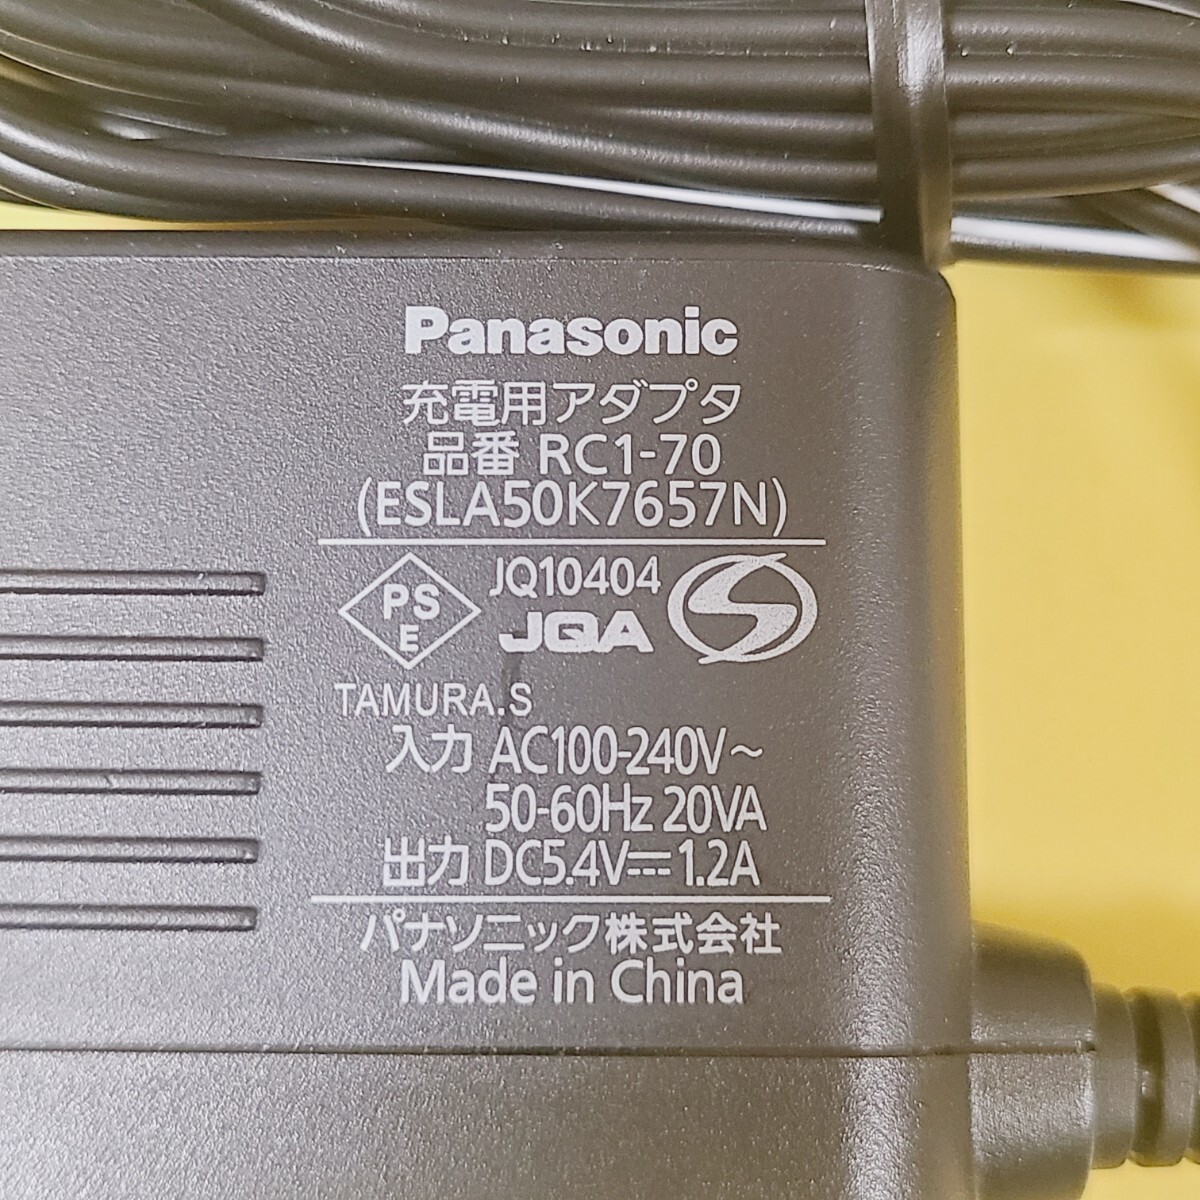 Panasonic
充電用アダプタ
品番 RC1-70
(ESLA50K7657N)
PS
E
JQ10404
JQA
TAMURA.S
入力 AC100-240V～
50-60Hz 20VA
出力 DC5.4V⎓1.2A
パナソニック株式会社
Made in China